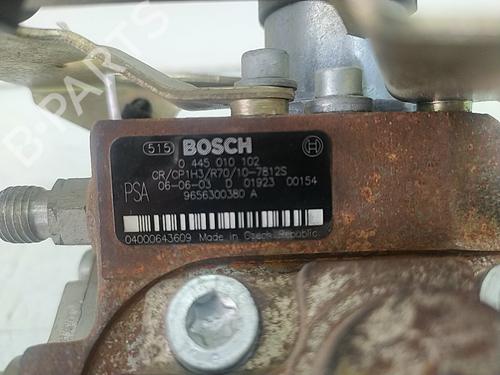 B-PARTS
515 BOSCH
0 445 010 102
CR/CP1H3/R70/10-7812S
PSA 06-06-03 D 01923 00154
9656300380 A
04000643609 Made in Czech Republic